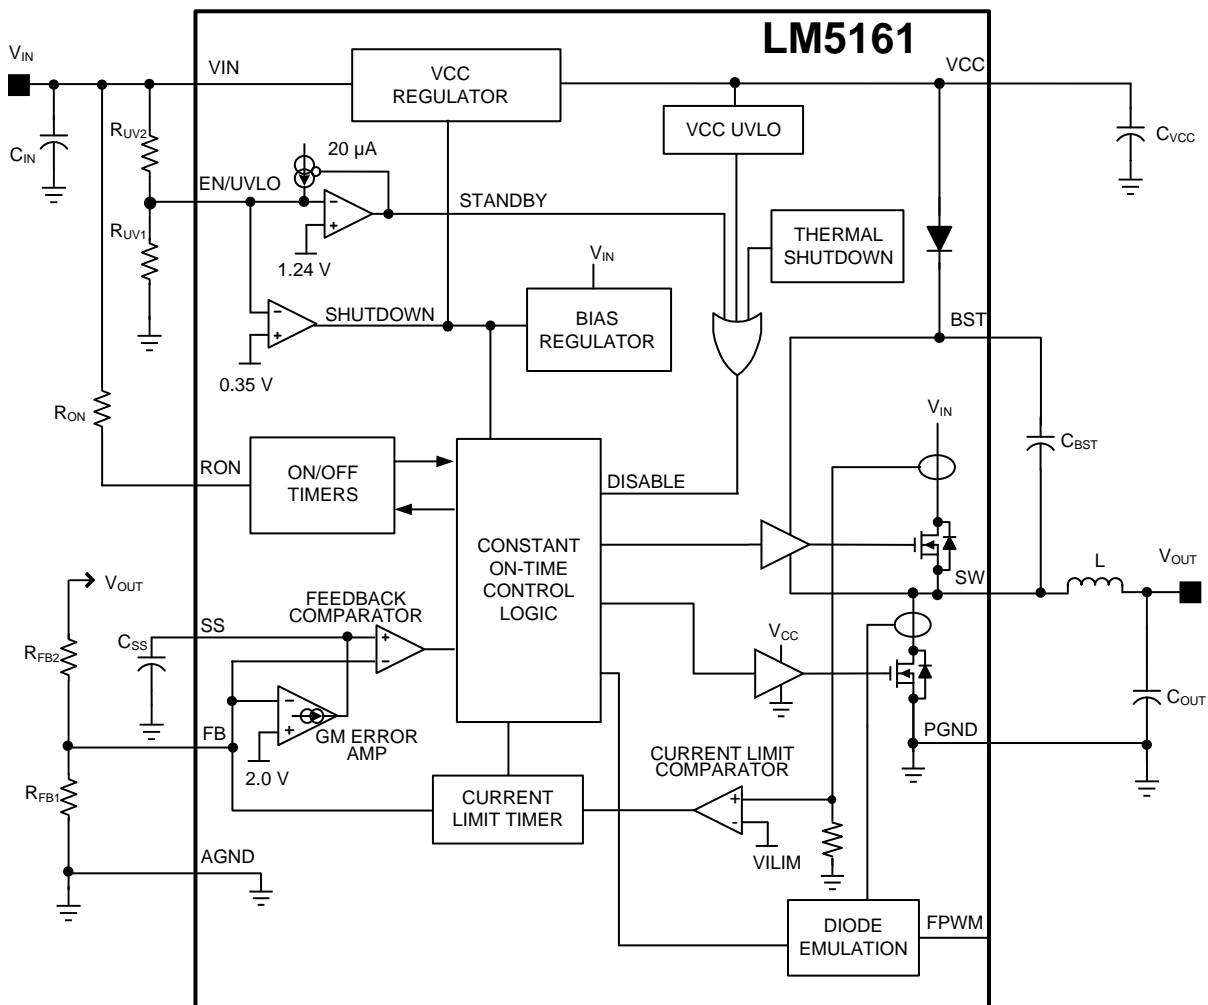 LM5161
VIN
VIN
VCC
REGULATOR
VCC
VCC UVLO
CIN
RUV2
20 µA
CVCC
EN/UVLO
STANDBY
RUV1
1.24 V
THERMAL
SHUTDOWN
VIN
SHUTDOWN
BIAS
REGULATOR
BST
0.35 V
RON
VIN
CBST
RON
ON/OFF
TIMERS
DISABLE
CONSTANT
ON-TIME
CONTROL
LOGIC
VOUT
L
SW
VOUT
FEEDBACK
COMPARATOR
SS
CSS
RFB2
VCC
COUT
FB
GM ERROR
AMP
2.0 V
PGND
CURRENT LIMIT
COMPARATOR
RFB1
CURRENT
LIMIT TIMER
VILIM
AGND
DIODE
EMULATION
FPWM